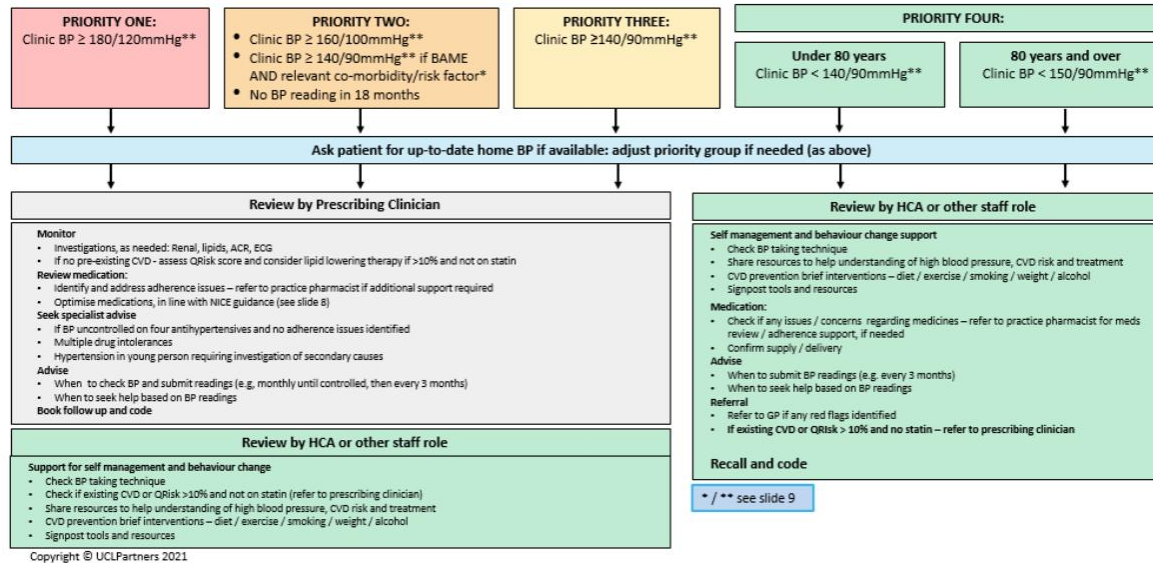 PRIORITY ONE:
Clinic BP ≥ 180/120mmHg**
PRIORITY TWO:
• Clinic BP ≥ 160/100mmHg**
• Clinic BP ≥ 140/90mmHg** if BAME
AND relevant co-morbidity/risk factor*
• No BP reading in 18 months
PRIORITY THREE:
Clinic BP ≥140/90mmHg**
PRIORITY FOUR:
Under 80 years
Clinic BP < 140/90mmHg**
80 years and over
Clinic BP < 150/90mmHg**
Ask patient for up-to-date home BP if available: adjust priority group if needed (as above)
Review by Prescribing Clinician
Monitor
• Investigations, as needed: Renal, lipids, ACR, ECG
• If no pre-existing CVD - assess QRisk score and consider lipid lowering therapy if >10% and not on statin
Review medication:
• Identify and address adherence issues – refer to practice pharmacist if additional support required
• Optimise medications, in line with NICE guidance (see slide 8)
Seek specialist advise
• If BP uncontrolled on four antihypertensives and no adherence issues identified
• Multiple drug intolerances
• Hypertension in young person requiring investigation of secondary causes
Advise
• When to check BP and submit readings (e.g, monthly until controlled, then every 3 months)
• When to seek help based on BP readings
Book follow up and code
Review by HCA or other staff role
Support for self management and behaviour change
• Check BP taking technique
• Check if existing CVD or QRisk >10% and not on statin (refer to prescribing clinician)
• Share resources to help understanding of high blood pressure, CVD risk and treatment
• CVD prevention brief interventions – diet / exercise / smoking / weight / alcohol
• Signpost tools and resources
Review by HCA or other staff role
Self management and behaviour change support
• Check BP taking technique
• Share resources to help understanding of high blood pressure, CVD risk and treatment
• CVD prevention brief interventions – diet / exercise / smoking / weight / alcohol
• Signpost tools and resources
Medication:
• Check if any issues / concerns regarding medicines – refer to practice pharmacist for meds
review / adherence support, if needed
• Confirm supply / delivery
Advise
• When to submit BP readings (e.g. every 3 months)
• When to seek help based on BP readings
Referral
• Refer to GP if any red flags identified
• If existing CVD or QRIsk > 10% and no statin – refer to prescribing clinician
Recall and code
* / ** see slide 9
Copyright © UCLPartners 2021